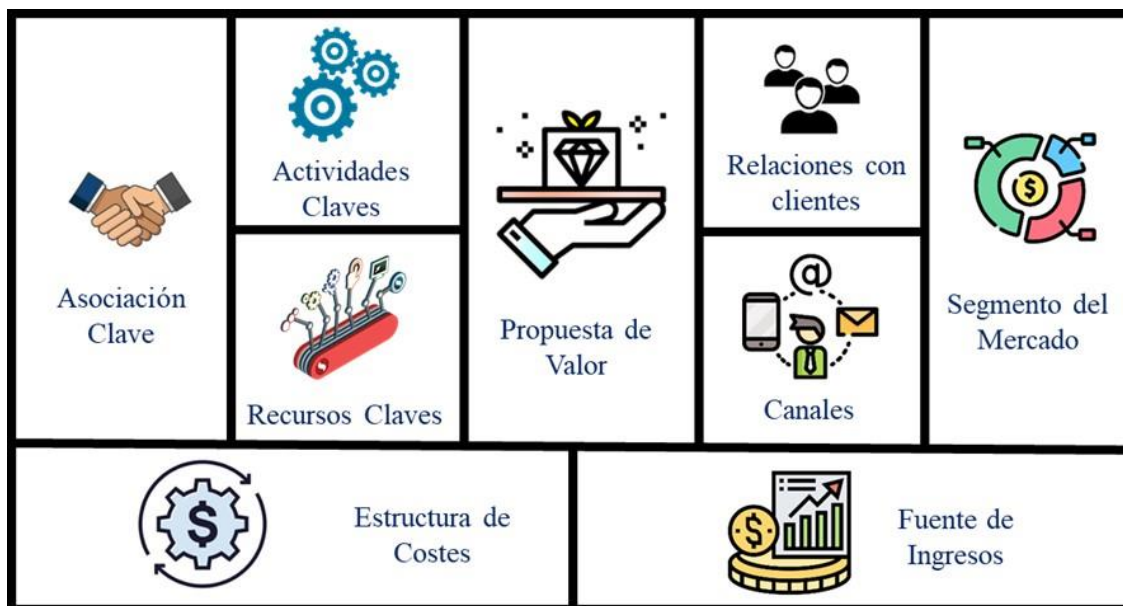 Asociación
Clave
Actividades
Claves
Recursos Claves
Propuesta de
Valor
Relaciones con
clientes
Canales
Segmento del
Mercado
Estructura de
Costes
Fuente de
Ingresos